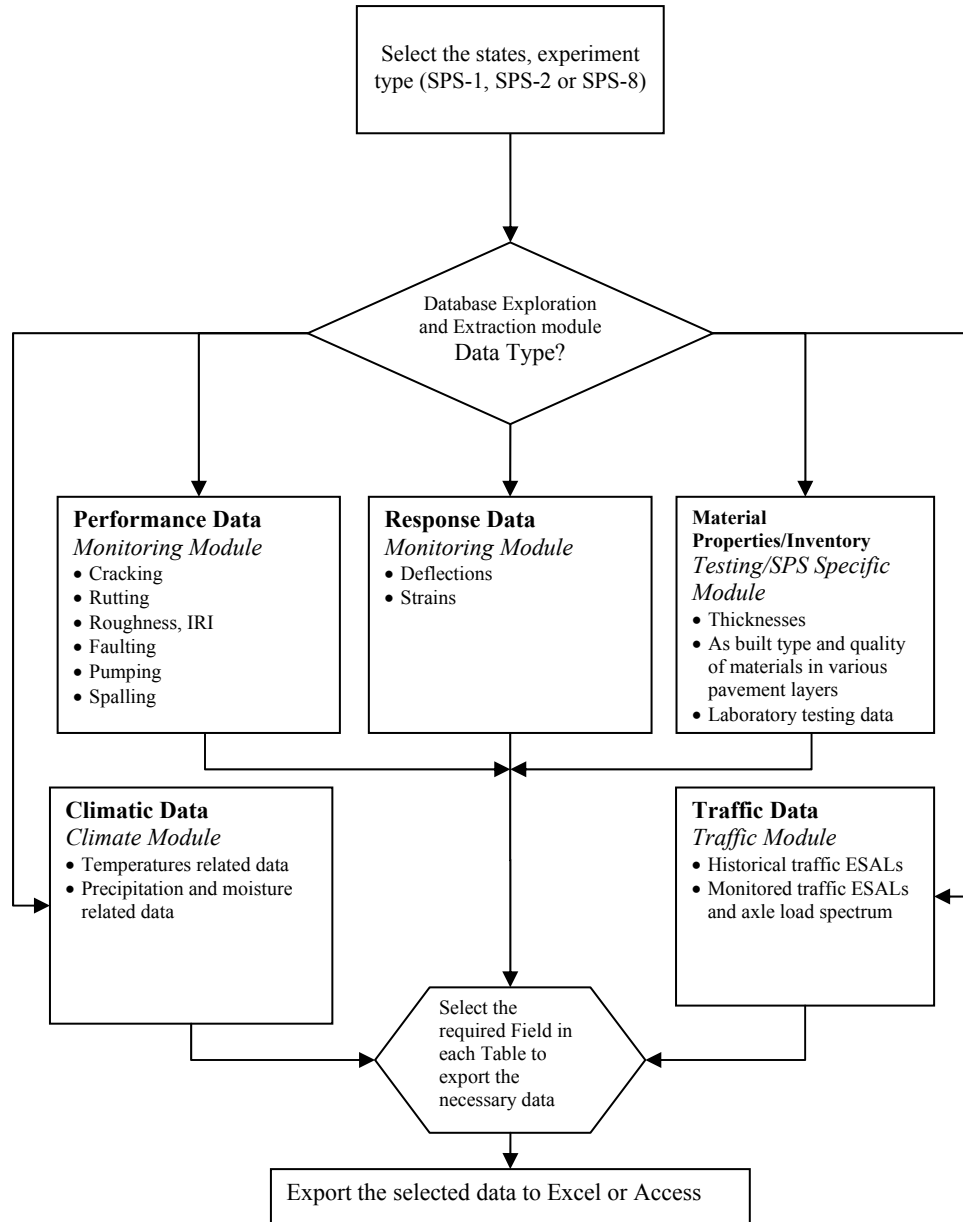 Select the states, experiment
type (SPS-1, SPS-2 or SPS-8)
Database Exploration
and Extraction module
Data Type?
Performance Data
Monitoring Module
• Cracking
• Rutting
• Roughness, IRI
• Faulting
• Pumping
• Spalling
Response Data
Monitoring Module
• Deflections
• Strains
Material
Properties/Inventory
Testing/SPS Specific
Module
• Thicknesses
• As built type and quality
of materials in various
pavement layers
• Laboratory testing data
Climatic Data
Climate Module
• Temperatures related data
• Precipitation and moisture
related data
Traffic Data
Traffic Module
• Historical traffic ESALs
• Monitored traffic ESALs
and axle load spectrum
Select the
required Field in
each Table to
export the
necessary data
Export the selected data to Excel or Access